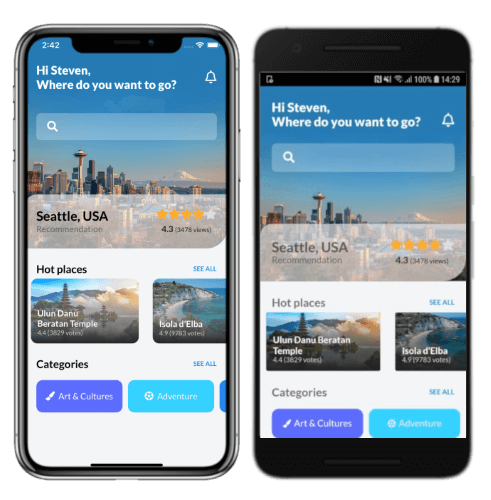 2:42
Hi Steven,
Where do you want to go?
Seattle, USA
Recommendation
4.3 (3478 views)
Hot places
SEE ALL
Ulun Danu
Beratan Temple
4.4 (3829 votes)
Isola d'Elba
4.9 (9783 votes)
Categories
SEE ALL
Art & Cultures
Adventure
100% 14:29
Hi Steven,
Where do you want to go?
Seattle, USA
Recommendation
4.3 (3478 views)
Hot places
SEE ALL
Ulun Danu Beratan
Temple
4.4 (3829 votes)
Isola d'Elba
4.9 (9783 votes)
Categories
SEE ALL
Art & Cultures
Adventure